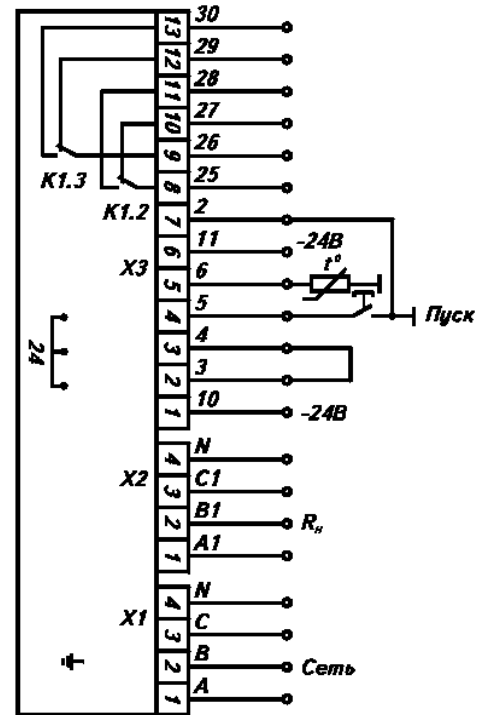 13 30
12 29
11 28
10 27
9 26
К1.3
8 25
К1.2
7 2
6 11 -24В
X3
t°
5 6
4 5 Пуск
3 4
24
2 3
1 10 -24В
4 N
X2
3 C1
2 B1 Rн
1 A1
4 N
X1
3 C
2 B Сеть
1 A